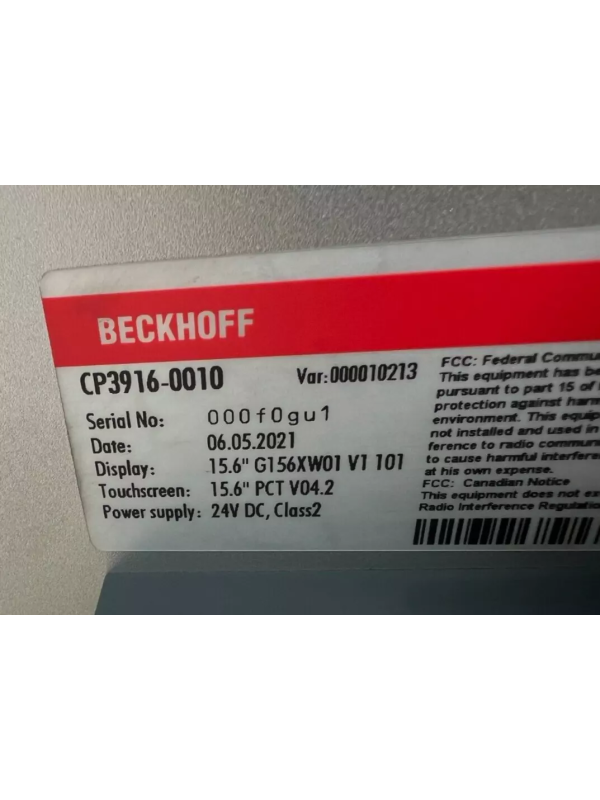 BECKHOFF
CP3916-0010
Var:000010213
Serial No: 000f0gu1
Date: 06.05.2021
Display: 15.6" G156XW01 V1 101
Touchscreen: 15.6" PCT V04.2
Power supply: 24V DC, Class2
FCC: Federal
This equipment has
pursuant to part 15 of
protection against
environment. This
not installed and used in
to radio
to cause harmful
at his own expense.
FCC: Canadian Notice
This equipment does not
Radio Interference